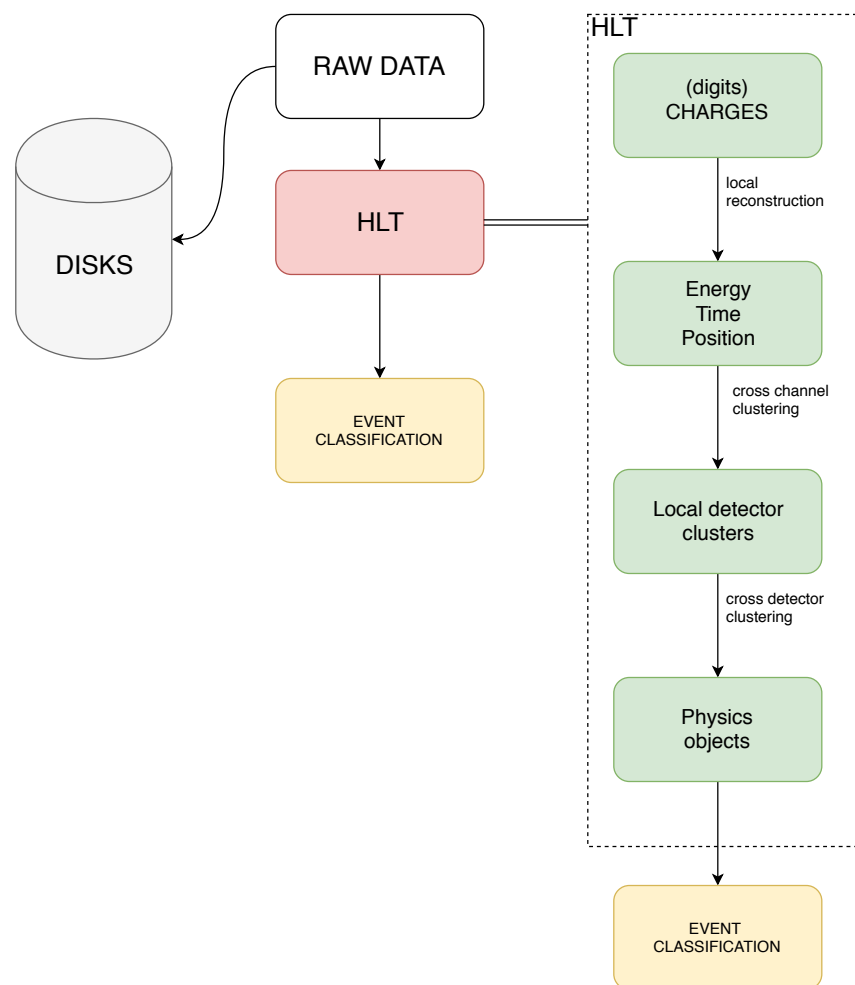 RAW DATA
DISKS
HLT
EVENT
CLASSIFICATION
HLT
(digits)
CHARGES
local
reconstruction
Energy
Time
Position
cross channel
clustering
Local detector
clusters
cross detector
clustering
Physics
objects
EVENT
CLASSIFICATION